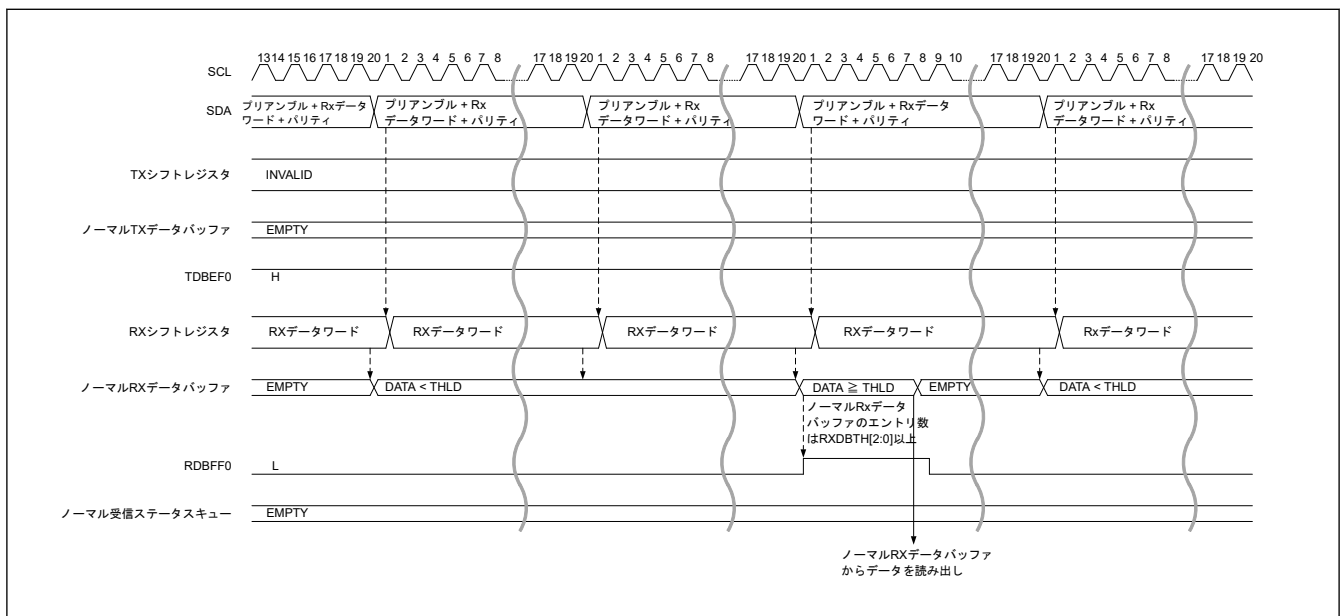 13 14 15 16 17 18 19 20 1 2 3 4 5 6 7 8 17 18 19 20 1 2 3 4 5 6 7 8 17 18 19 20 1 2 3 4 5 6 7 8 9 10 17 18 19 20 1 2 3 4 5 6 7 8 17 18 19 20
SCL
SDA
プリアンブル + Rxデータ
ワード + パリティ
プリアンブル + Rx
データワード + パリティ
プリアンブル + Rx
データワード + パリティ
プリアンブル + Rxデータ
ワード + パリティ
プリアンブル + Rx
データワード + パリティ
TXシフトレジスタ
INVALID
ノーマルTXデータバッファ
EMPTY
TDBEF0
H
RXシフトレジスタ
RXデータワード
RXデータワード
RXデータワード
RXデータワード
Rxデータワード
ノーマルRXデータバッファ
EMPTY
DATA < THLD
DATA ≧ THLD
EMPTY
DATA < THLD
ノーマルRxデータ
バッファのエントリ数
はRXDBTH[2:0]以上
RDBFF0
L
ノーマル受信ステータスキュー
EMPTY
ノーマルRXデータバッファ
からデータを読み出し